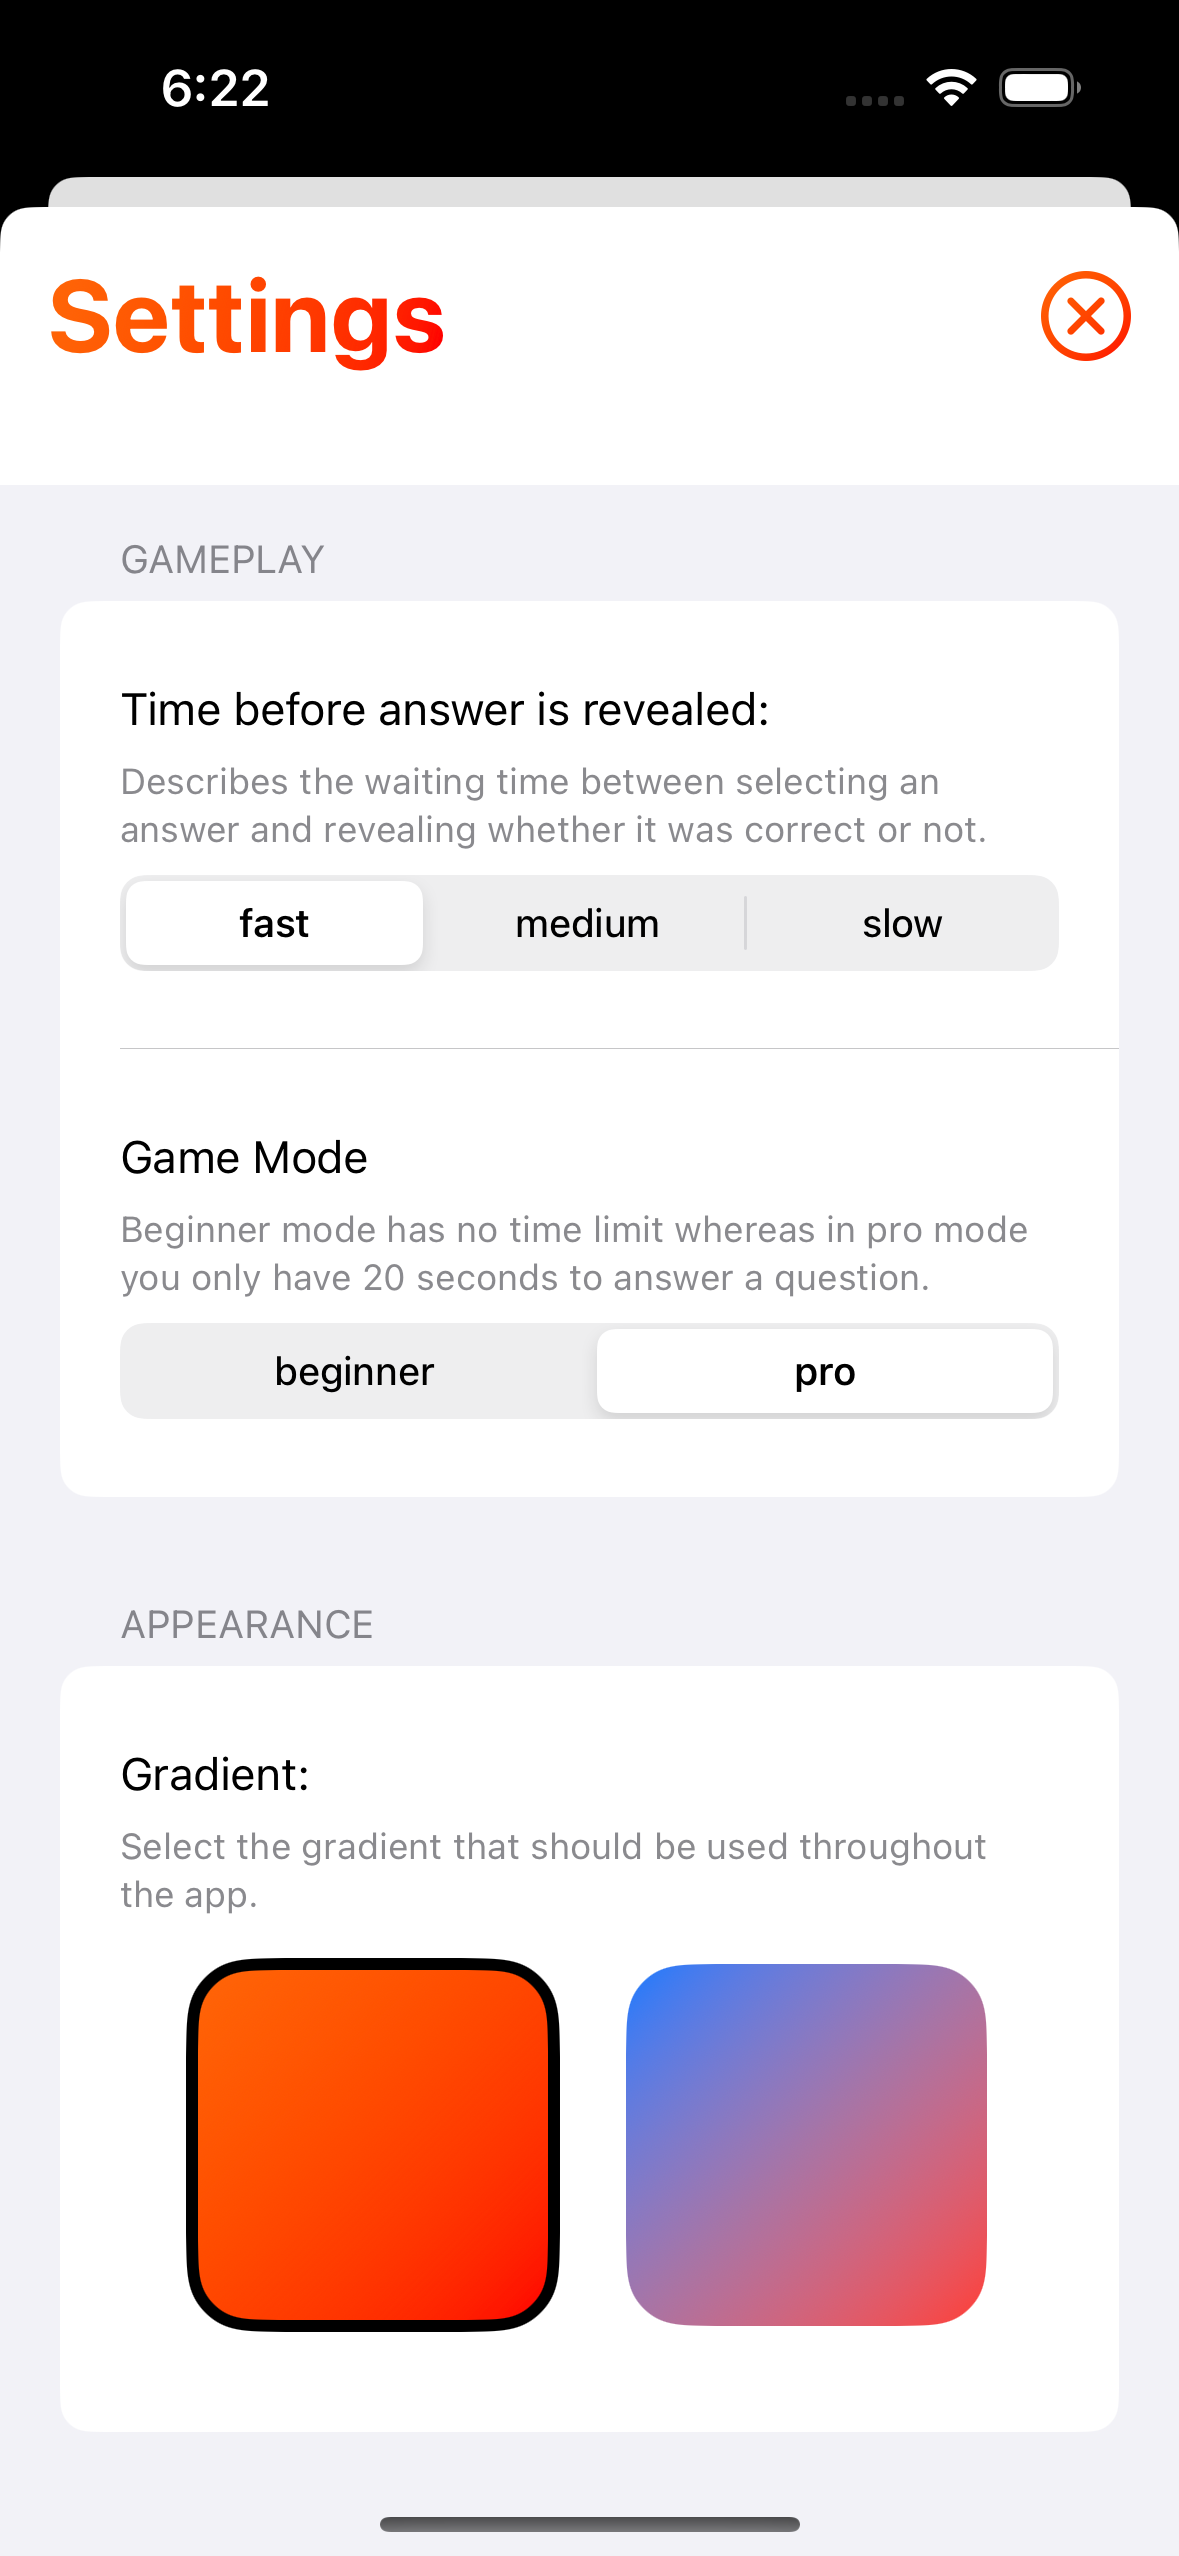 6:22
Settings
GAMEPLAY
Time before answer is revealed:
Describes the waiting time between selecting an
answer and revealing whether it was correct or not.
fast medium slow
Game Mode
Beginner mode has no time limit whereas in pro mode
you only have 20 seconds to answer a question.
beginner pro
APPEARANCE
Gradient:
Select the gradient that should be used throughout
the app.